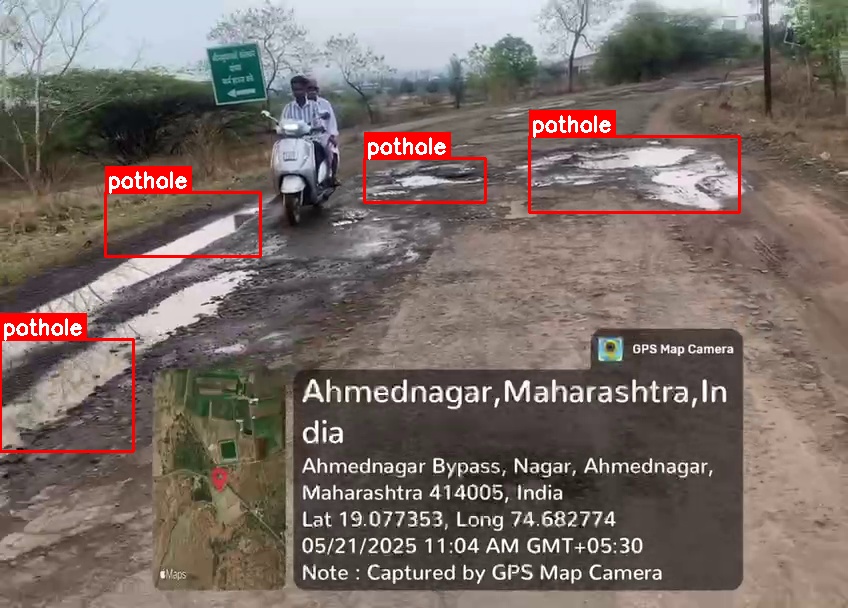 pothole
pothole
pothole
pothole
GPS Map Camera
Ahmednagar,Maharashtra,In
dia
Ahmednagar Bypass, Nagar, Ahmednagar,
Maharashtra 414005, India
Lat 19.077353, Long 74.682774
05/21/2025 11:04 AM GMT+05:30
Note : Captured by GPS Map Camera
Maps